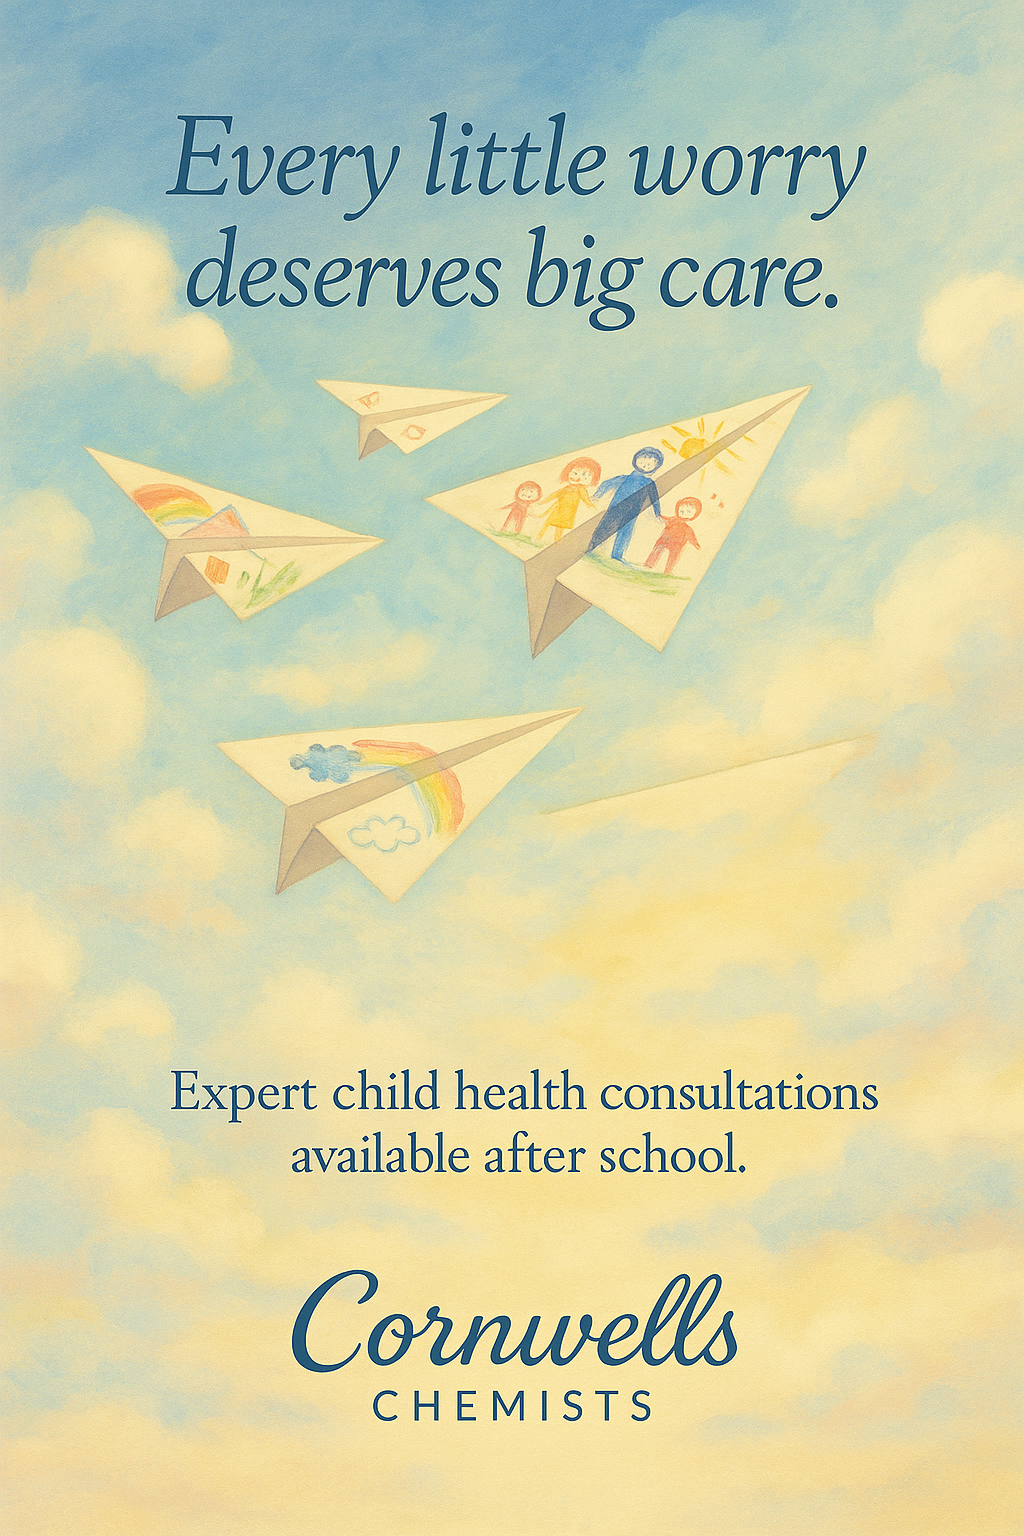 Every little worry
deserves big care.
Expert child health consultations
available after school.
Cornwells
CHEMISTS